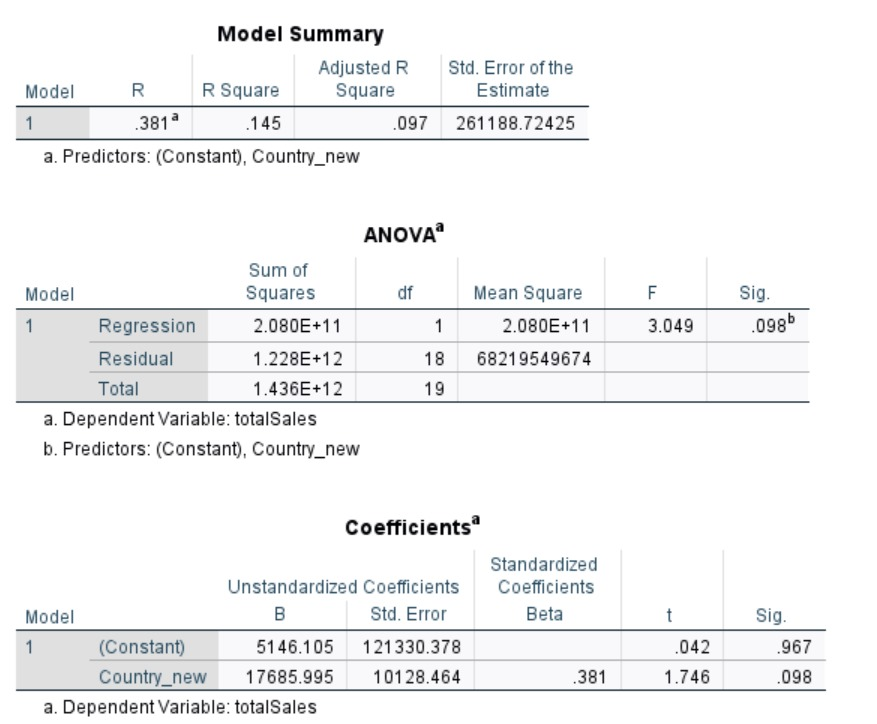 Model Summary
Model R R Square Adjusted R Square Std. Error of the Estimate
1 .381a .145 .097 261188.72425
a. Predictors: (Constant), Country_new
ANOVAa
Model Sum of Squares df Mean Square F Sig.
1 Regression 2.080E+11 1 2.080E+11 3.049 .098b
Residual 1.228E+12 18 68219549674
Total 1.436E+12 19
a. Dependent Variable: totalSales
b. Predictors: (Constant), Country_new
Coefficientsa
Unstandardized Coefficients Standardized Coefficients
Model B Std. Error Beta t Sig.
1 (Constant) 5146.105 121330.378 .042 .967
Country_new 17685.995 10128.464 .381 1.746 .098
a. Dependent Variable: totalSales